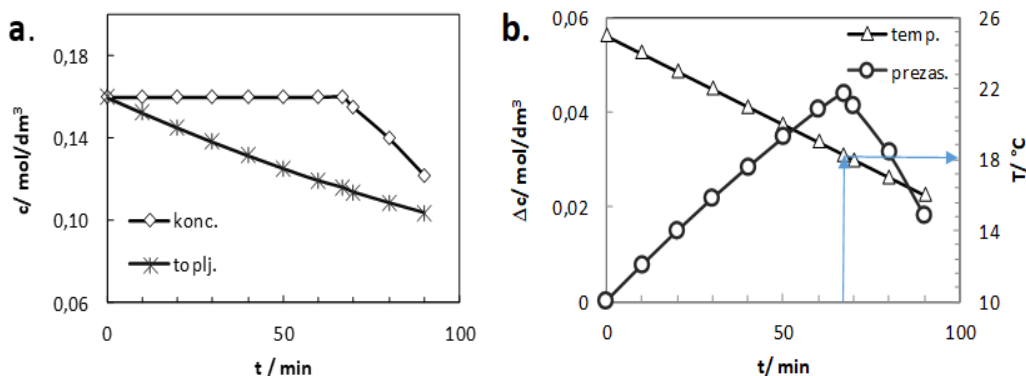 a.
0,18
0,14
0,10
0,06
c/ mol/dm³
konc.
toplj.
0 50 100
t / min
b.
0,06
0,04
0,02
0
Δc/ mol/dm³
temp.
prezas.
26
22
18
14
10
T/ °C
0 50 100
t/ min